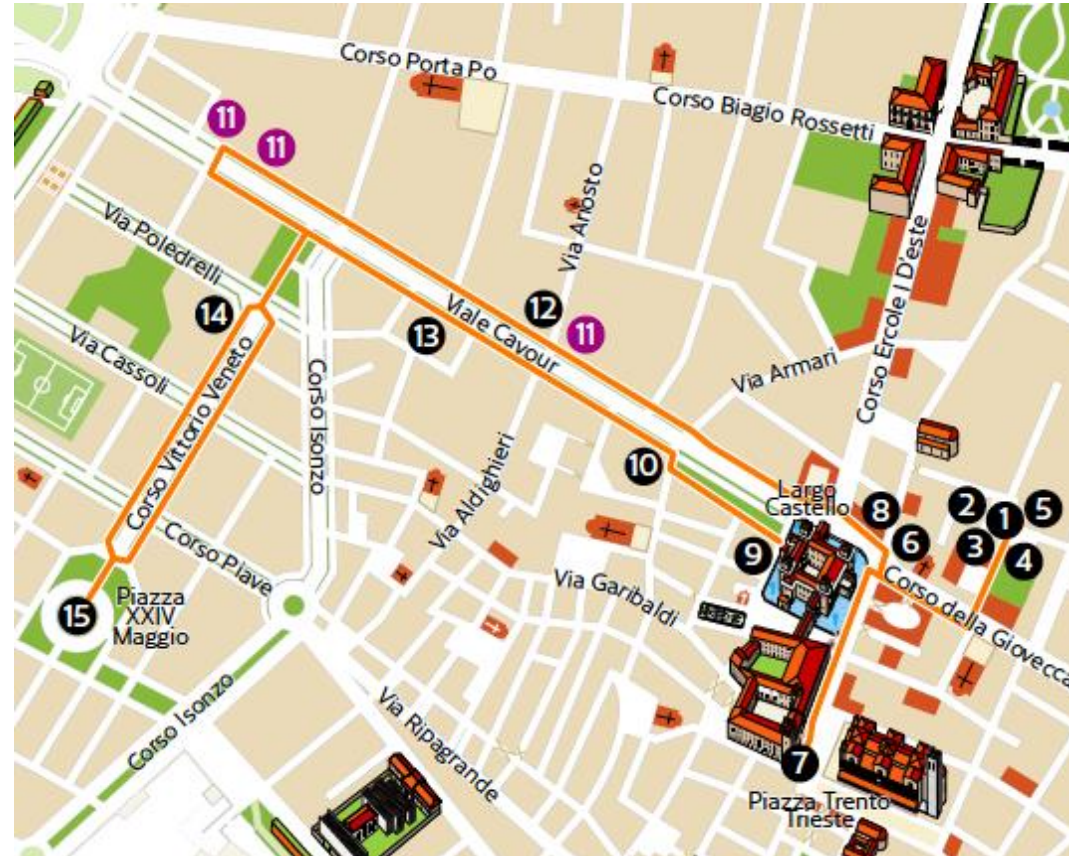 Corso Porta Po
Corso Biagio Rossetti
11
11
Via Ariosto
Corso Ercole I D'este
Via Poledrelli
14
12
11
13
Viale Cavour
Via Armari
Via Cassoli
Corso Vittorio Veneto
Corso Isonzo
Via Aldighieri
10
Largo
Castello
8
2
1
5
6
3
4
9
Corso Piave
Via Garibaldi
Corso della Giovecca
15
Piazza
XXIV
Maggio
Corso Isonzo
Via Ripagrande
7
Piazza Trento
Trieste